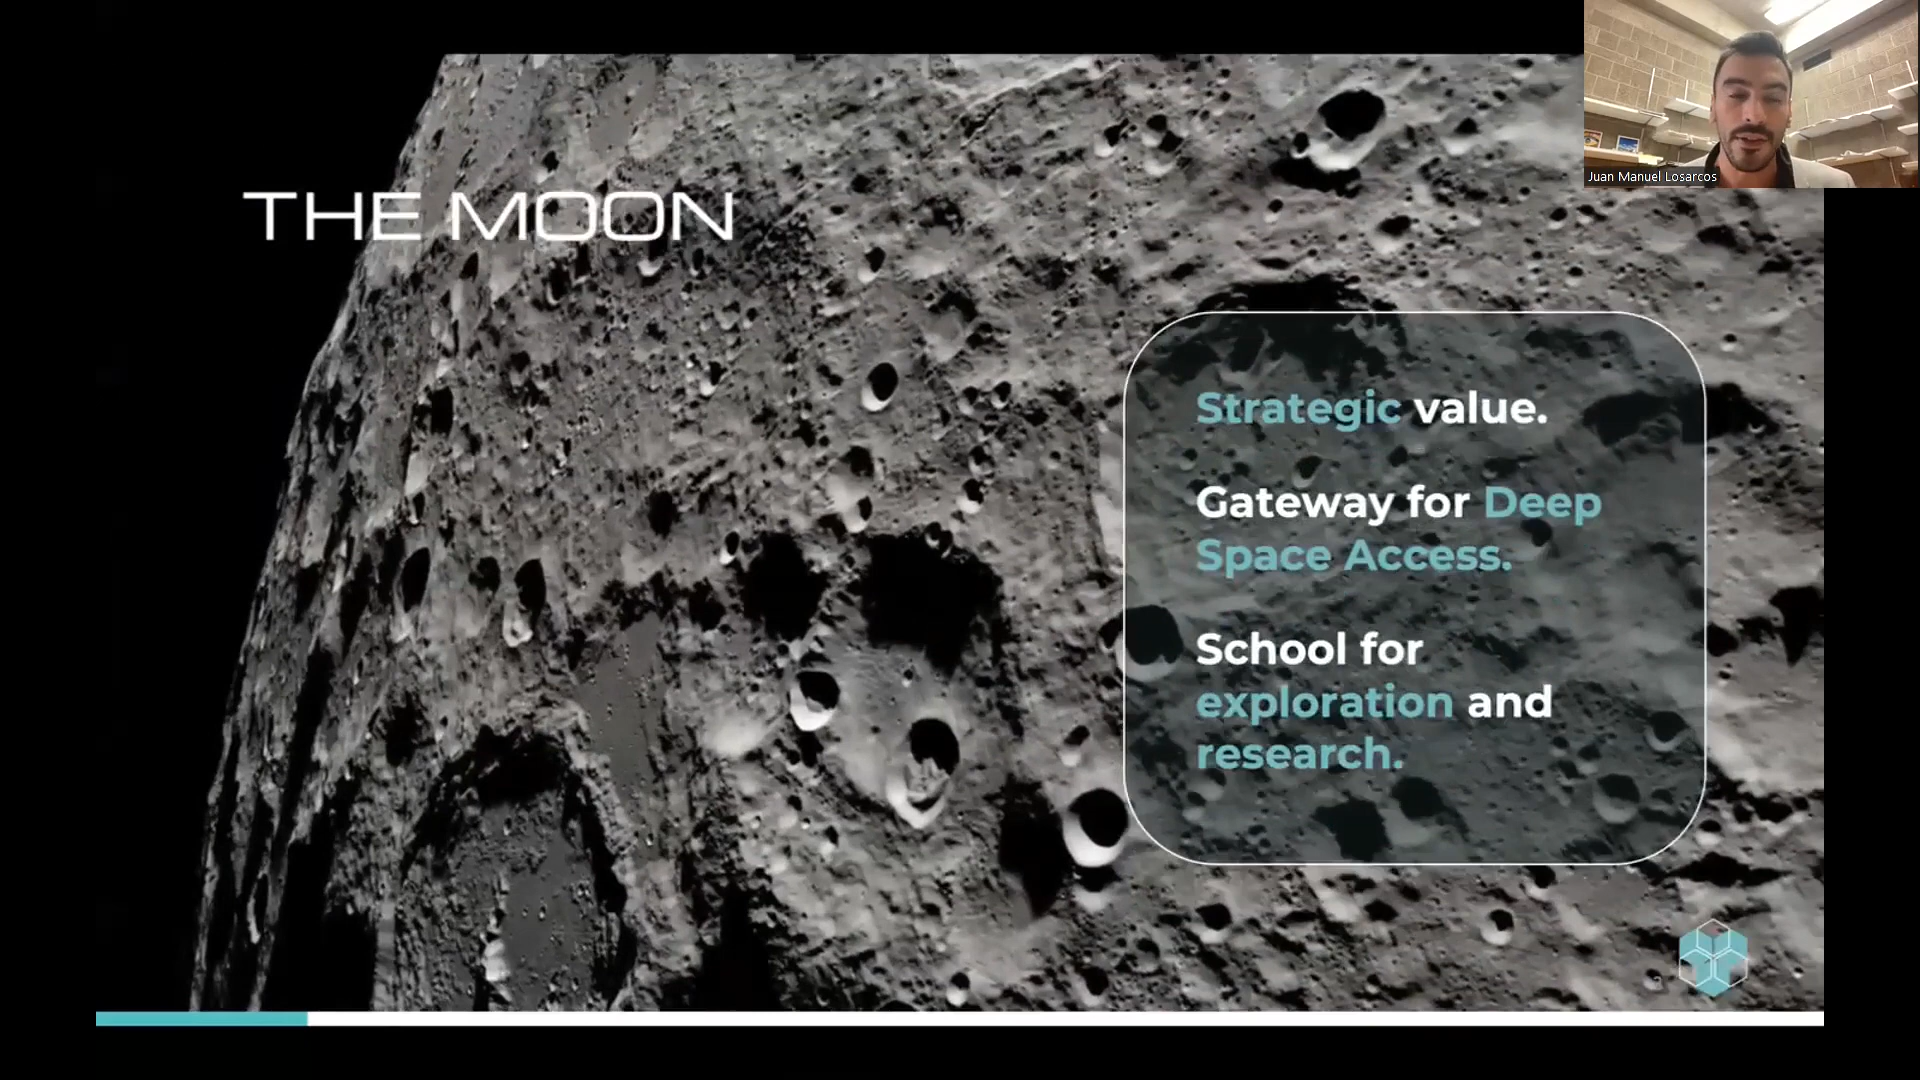 Juan Manuel Losarcos
THE MOON
Strategic value.
Gateway for Deep
Space Access.
School for
exploration and
research.